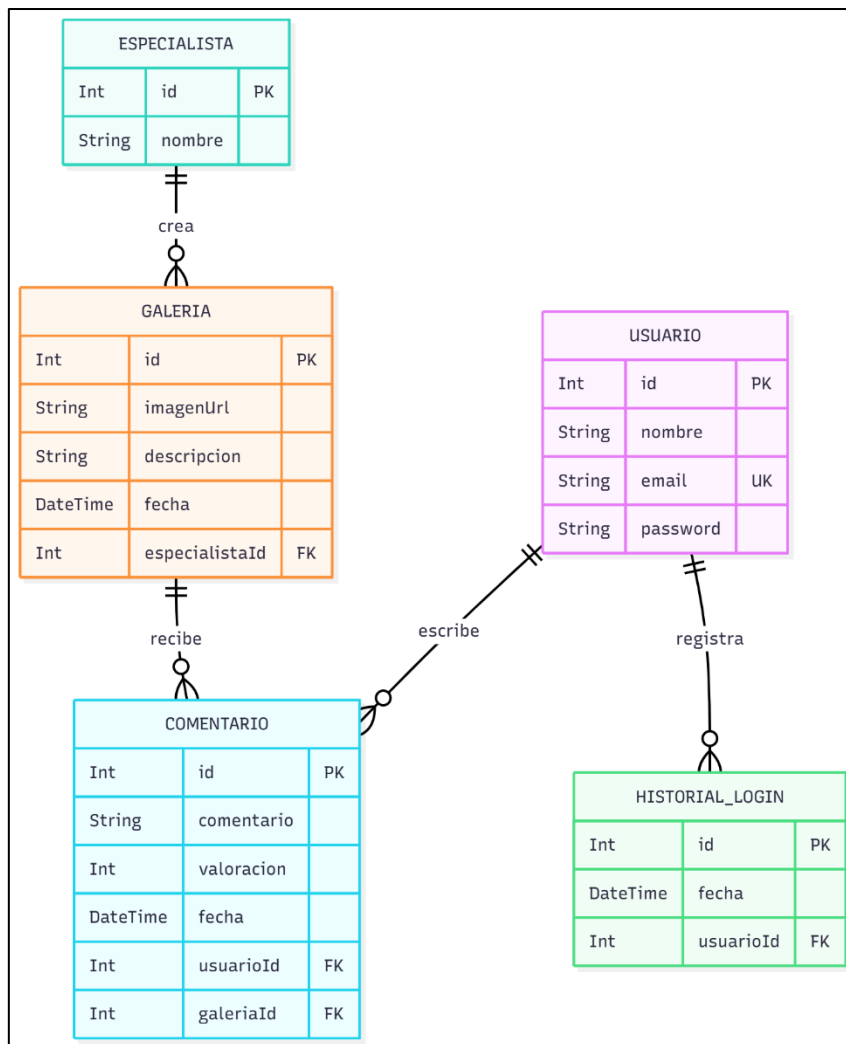 ESPECIALISTA
Int id PK
String nombre
crea
GALERIA
Int id PK
String imagenUrl
String descripcion
DateTime fecha
Int especialistaId FK
USUARIO
Int id PK
String nombre
String email UK
String password
recibe
escribe
registra
COMENTARIO
Int id PK
String comentario
Int valoracion
DateTime fecha
Int usuarioId FK
Int galeriaId FK
HISTORIAL_LOGIN
Int id PK
DateTime fecha
Int usuarioId FK